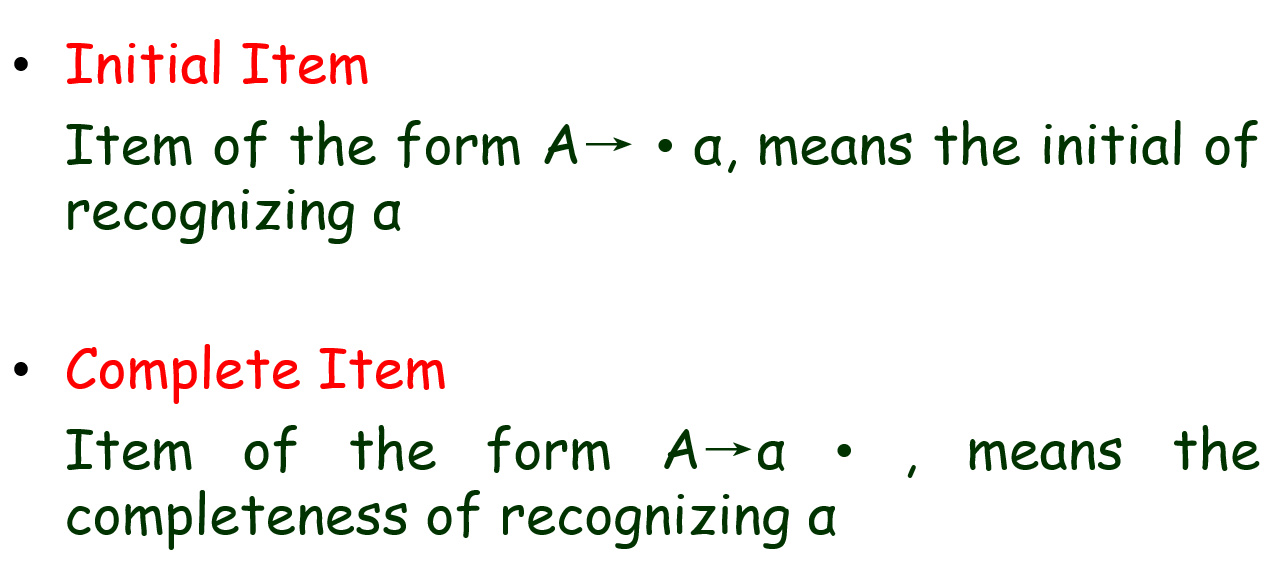 • Initial Item
Item of the form A→ • α, means the initial of
recognizing α
• Complete Item
Item of the form A→α • , means the
completeness of recognizing α